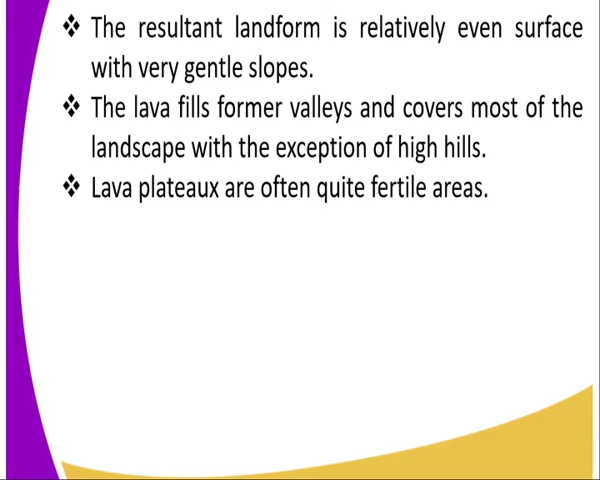 ❖ The resultant landform is relatively even surface
with very gentle slopes.
❖ The lava fills former valleys and covers most of the
landscape with the exception of high hills.
❖ Lava plateaux are often quite fertile areas.